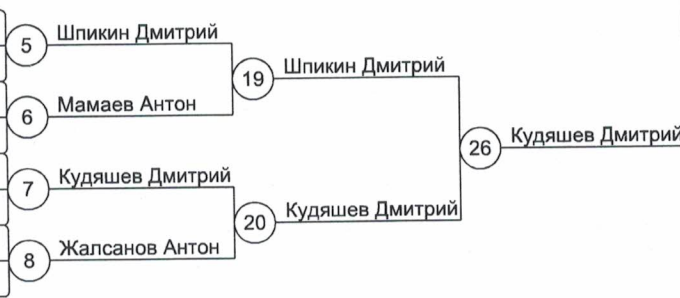 5 Шпикин Дмитрий
19 Шпикин Дмитрий
6 Мамаев Антон
26 Кудяшев Дмитрий
7 Кудяшев Дмитрий
20 Кудяшев Дмитрий
8 Жалсанов Антон